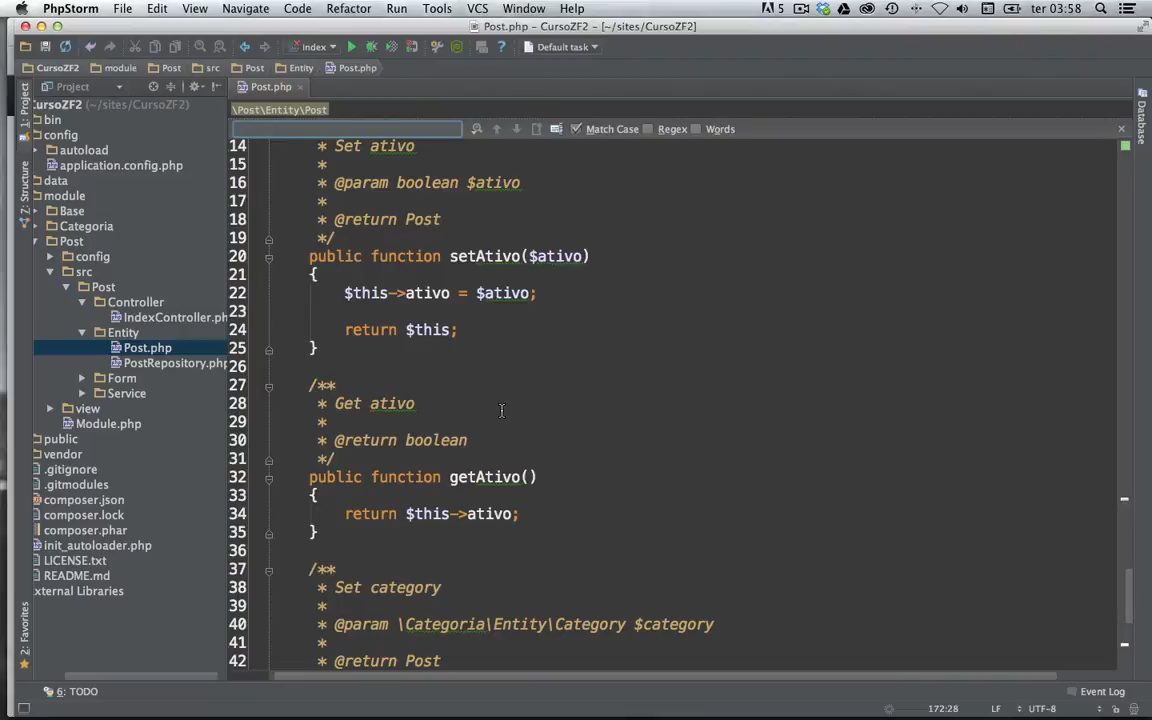 PhpStorm File Edit View Navigate Code Refactor Run Tools VCS Window Help 5 ter 03:58
Post.php - CursoZF2 - [~/sites/CursoZF2]
Index Default task
CursoZF2 module Post src Post Entity Post.php
1: Project
Project
Post.php
CursoZF2 (~/sites/CursoZF2)
bin
config
autoload
application.config.php
data
module
Base
Categoria
Post
config
src
Post
Controller
IndexController.ph
Entity
Post.php
PostRepository.php
Form
Service
view
Module.php
public
vendor
.gitignore
.gitmodules
composer.json
composer.lock
composer.phar
init_autoloader.php
LICENSE.txt
README.md
xternal Libraries
Z: Structure
2: Favorites
Database
\Post\Entity\Post
Match Case Regex Words
14 * Set ativo
15 *
16 * @param boolean $ativo
17 *
18 * @return Post
19 */
20 public function setAtivo($ativo)
21 {
22 $this->ativo = $ativo;
23
24 return $this;
25 }
26
27 /**
28 * Get ativo
29 *
30 * @return boolean
31 */
32 public function getAtivo()
33 {
34 return $this->ativo;
35 }
36
37 /**
38 * Set category
39 *
40 * @param \Categoria\Entity\Category $category
41 *
42 * @return Post
6: TODO Event Log
172:28 LF UTF-8